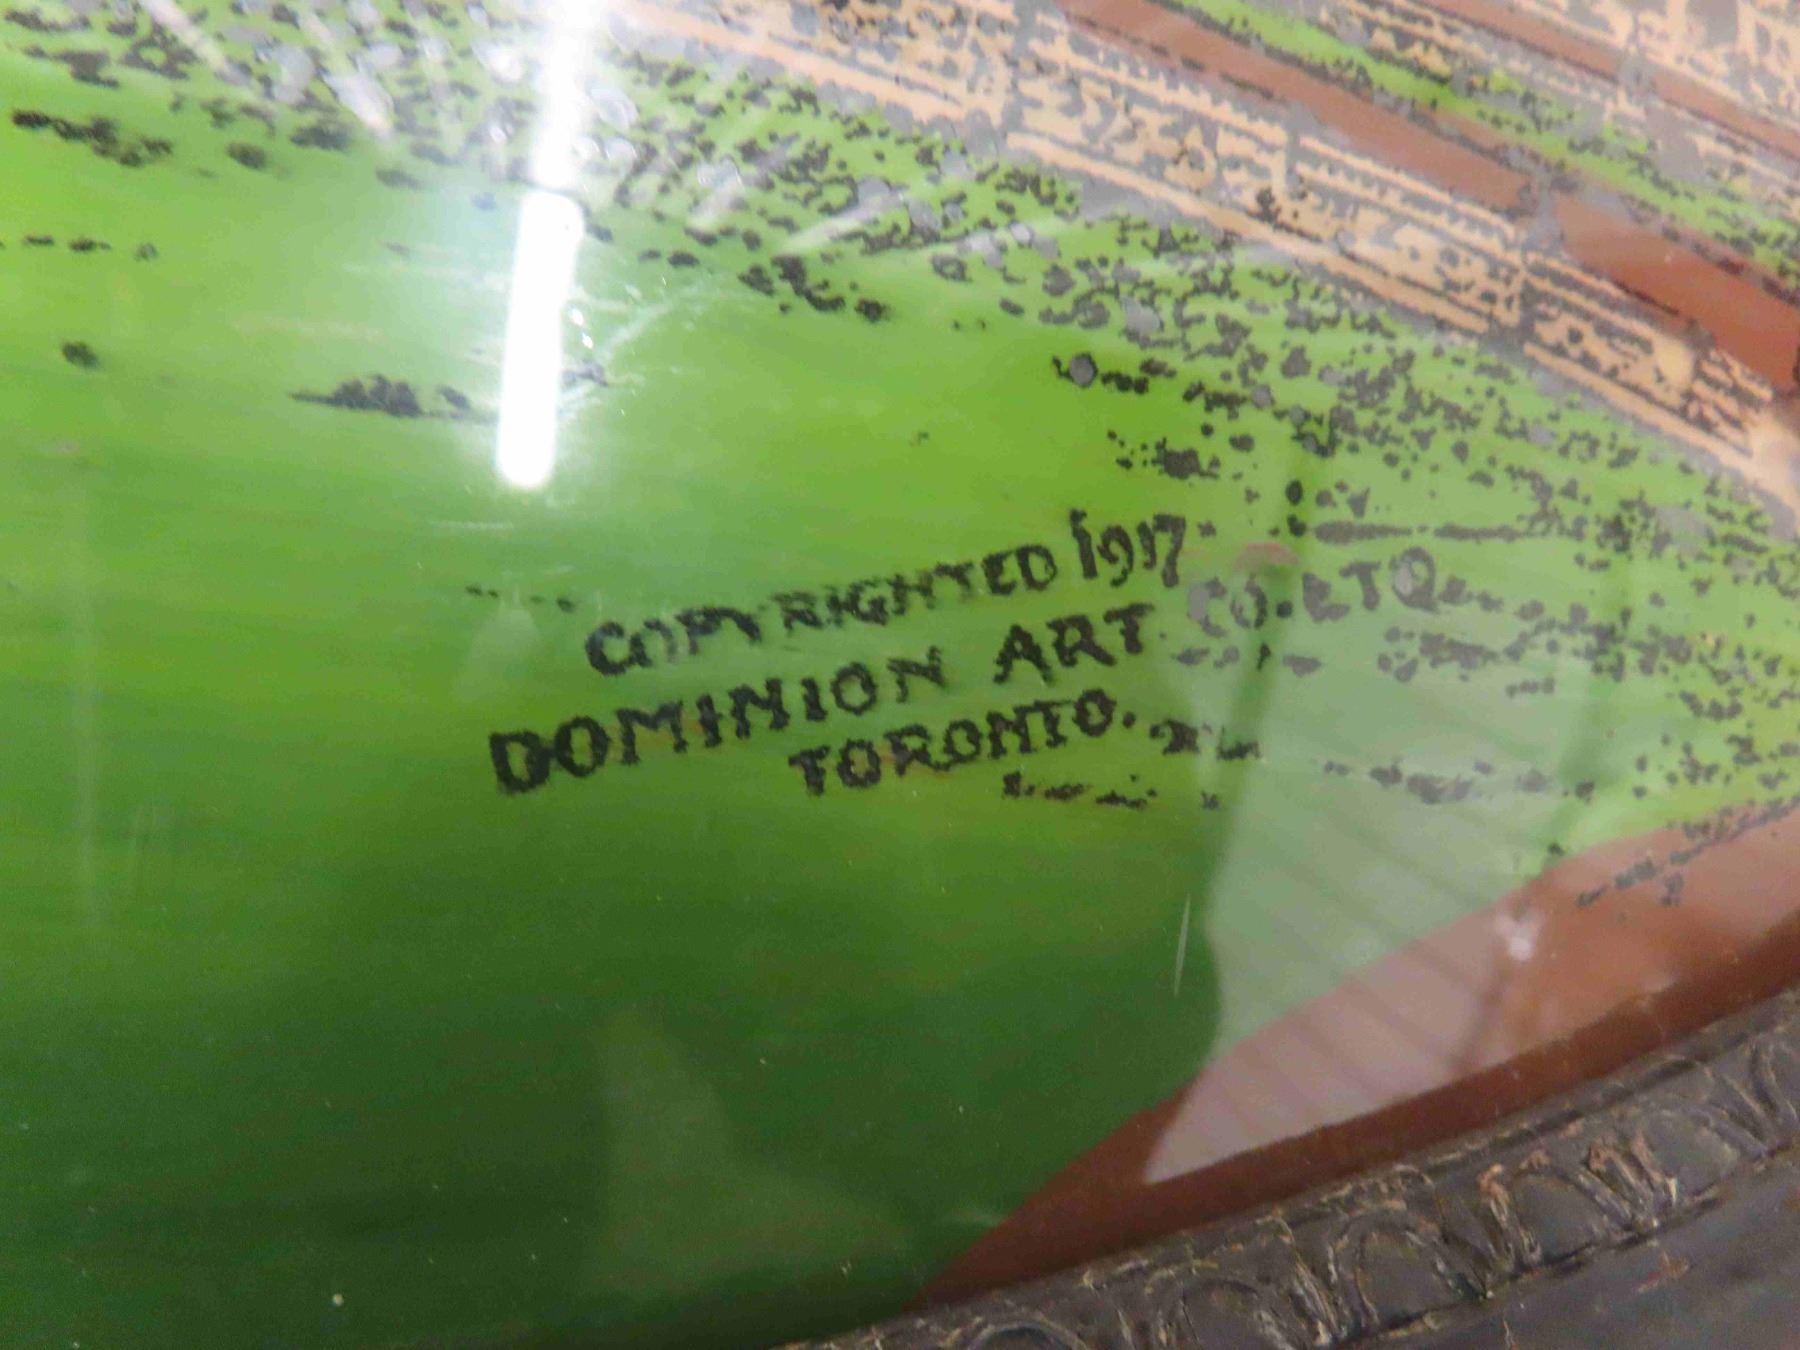 COPYRIGHTED 1917
DOMINION ART CO. LTD
TORONTO.